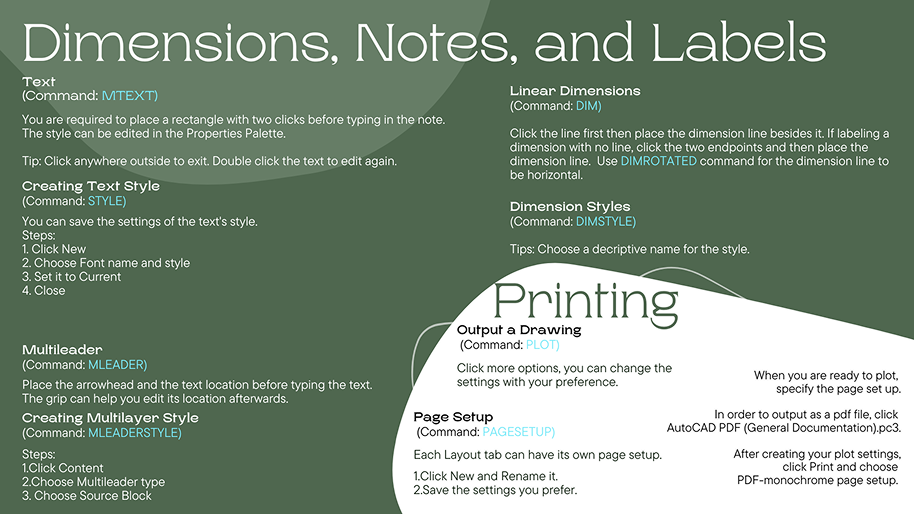 Dimensions, Notes, and Labels
Text
(Command: MTEXT)
You are required to place a rectangle with two clicks before typing in the note.
The style can be edited in the Properties Palette.
Tip: Click anywhere outside to exit. Double click the text to edit again.
Creating Text Style
(Command: STYLE)
You can save the settings of the text's style.
Steps:
1. Click New
2. Choose Font name and style
3. Set it to Current
4. Close
Multileader
(Command: MLEADER)
Place the arrowhead and the text location before typing the text.
The grip can help you edit its location afterwards.
Creating Multilayer Style
(Command: MLEADERSTYLE)
Steps:
1.Click Content
2.Choose Multileader type
3. Choose Source Block
Linear Dimensions
(Command: DIM)
Click the line first then place the dimension line besides it. If labeling a
dimension with no line, click the two endpoints and then place the
dimension line.  Use DIMROTATED command for the dimension line to
be horizontal.
Dimension Styles
(Command: DIMSTYLE)
Tips: Choose a decriptive name for the style.
Printing
Output a Drawing
(Command: PLOT)
Click more options, you can change the
settings with your preference.
Page Setup
(Command: PAGESETUP)
Each Layout tab can have its own page setup.
1.Click New and Rename it.
2.Save the settings you prefer.
When you are ready to plot,
specify the page set up.
In order to output as a pdf file, click
AutoCAD PDF (General Documentation).pc3.
After creating your plot settings,
click Print and choose
PDF-monochrome page setup.